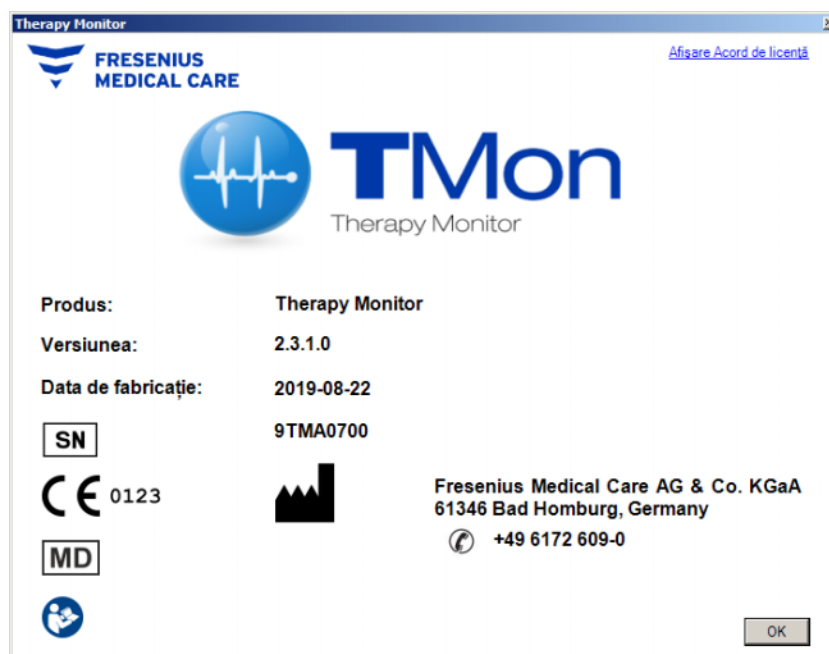 Therapy Monitor
FRESENIUS
MEDICAL CARE
Afișare Acord de licență
TMon
Therapy Monitor
Produs: Therapy Monitor
Versiunea: 2.3.1.0
Data de fabricație: 2019-08-22
SN 9TMA0700
CE 0123
Fresenius Medical Care AG & Co. KGaA
61346 Bad Homburg, Germany
+49 6172 609-0
MD
OK